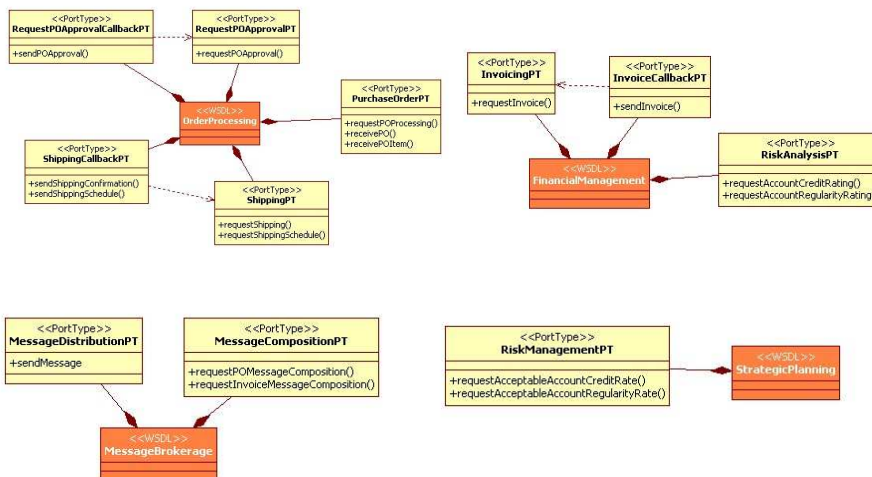 <<PortType>>
RequestPOApprovalCallbackPT
+sendPOApproval()
<<PortType>>
RequestPOApprovalPT
+requestPOApproval()
<<WSDL>>
OrderProcessing
<<PortType>>
PurchaseOrderPT
+requestPOProcessing()
+receivePO()
+receivePOItem()
<<PortType>>
ShippingCallbackPT
+sendShippingConfirmation()
+sendShippingSchedule()
<<PortType>>
ShippingPT
+requestShipping()
+requestShippingSchedule()
<<PortType>>
InvoicingPT
+requestInvoice()
<<PortType>>
InvoiceCallbackPT
+sendInvoice()
<<WSDL>>
FinancialManagement
<<PortType>>
RiskAnalysisPT
+requestAccountCreditRating()
+requestAccountRegularityRating
<<PortType>>
MessageDistributionPT
+sendMessage
<<PortType>>
MessageCompositionPT
+requestPOMessageComposition()
+requestInvoiceMessageComposition()
<<WSDL>>
MessageBrokerage
<<PortType>>
RiskManagementPT
+requestAcceptableAccountCreditRate()
+requestAcceptableAccountRegularityRate()
<<WSDL>>
StrategicPlanning